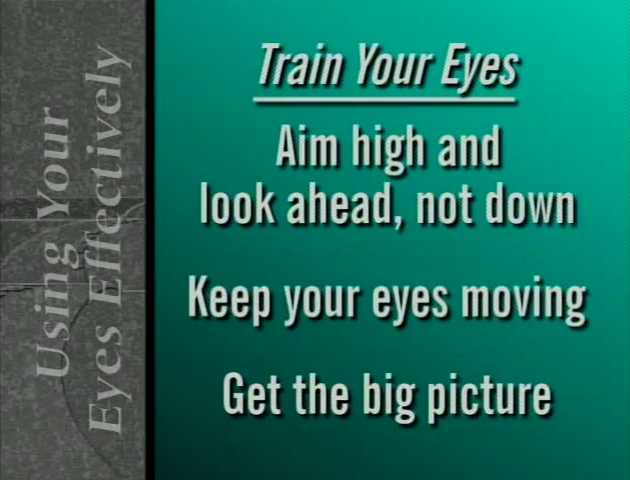 Using Your
Eyes Effectively
Train Your Eyes
Aim high and
look ahead, not down
Keep your eyes moving
Get the big picture